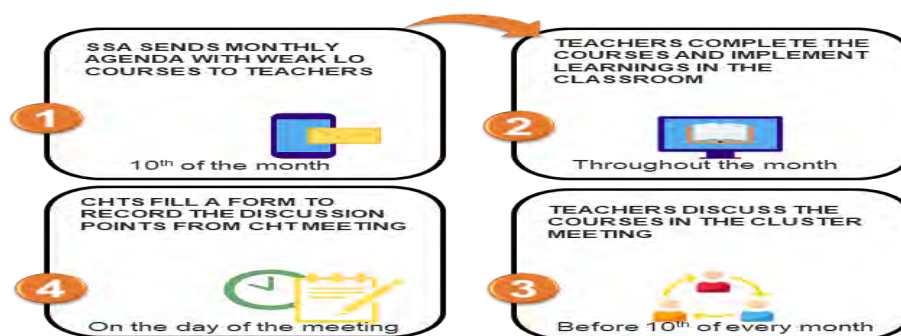 SSA SENDS MONTHLY
AGENDA WITH WEAK LO
COURSES TO TEACHERS
1
10th of the month
TEACHERS COMPLETE THE
COURSES AND IMPLEMENT
LEARNINGS IN THE
CLASSROOM
2
Throughout the month
TEACHERS DISCUSS THE
COURSES IN THE CLUSTER
MEETING
3
Before 10th of every month
CHTS FILL A FORM TO
RECORD THE DISCUSSION
POINTS FROM CHT MEETING
4
On the day of the meeting